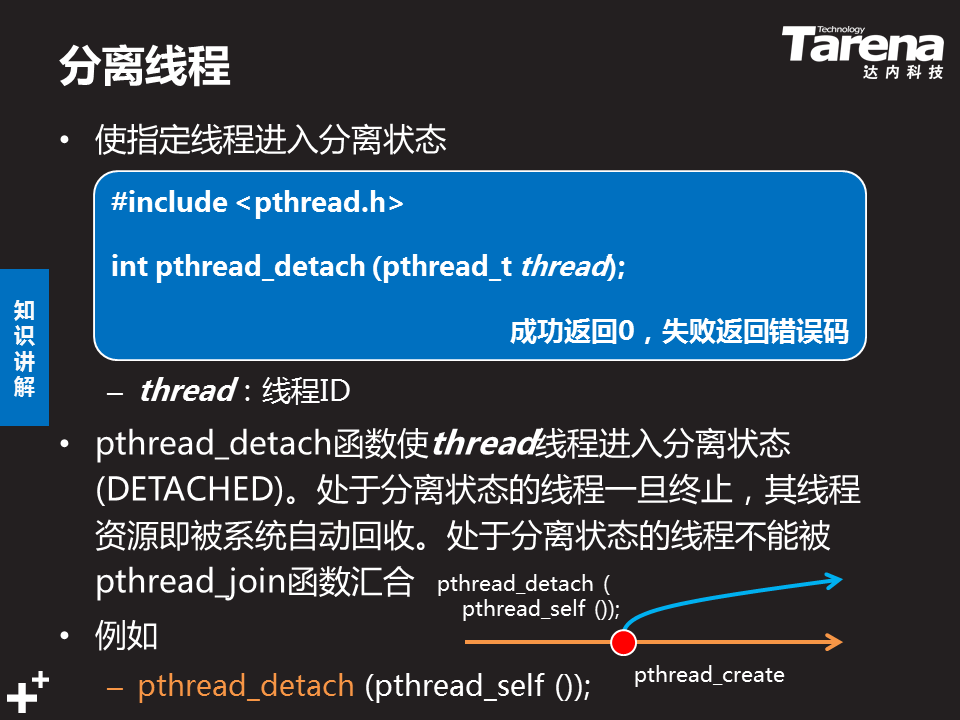 分离线程
Technology
Tarena
达内科技
• 使指定线程进入分离状态
#include <pthread.h>
int pthread_detach (pthread_t thread);
成功返回0，失败返回错误码
知识讲解
– thread：线程ID
• pthread_detach函数使thread线程进入分离状态
(DETACHED)。处于分离状态的线程一旦终止，其线程
资源即被系统自动回收。处于分离状态的线程不能被
pthread_join函数汇合
pthread_detach (
pthread_self ());
• 例如
pthread_create
– pthread_detach (pthread_self ());